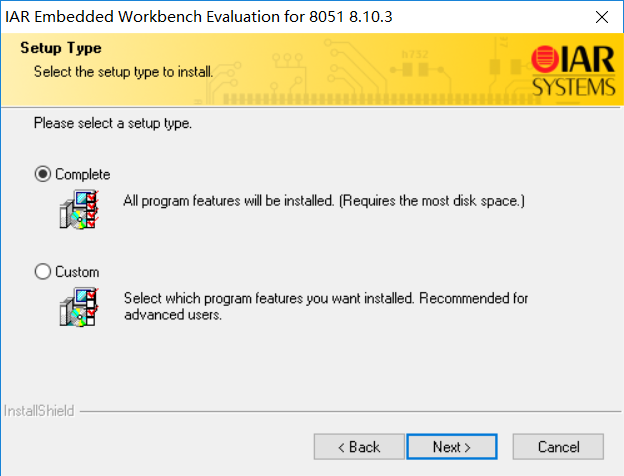 IAR Embedded Workbench Evaluation for 8051 8.10.3
Setup Type
Select the setup type to install.
h752
IAR
SYSTEMS
Please select a setup type.
Complete
All program features will be installed. (Requires the most disk space.)
Custom
Select which program features you want installed. Recommended for
advanced users.
InstallShield
< Back
Next >
Cancel